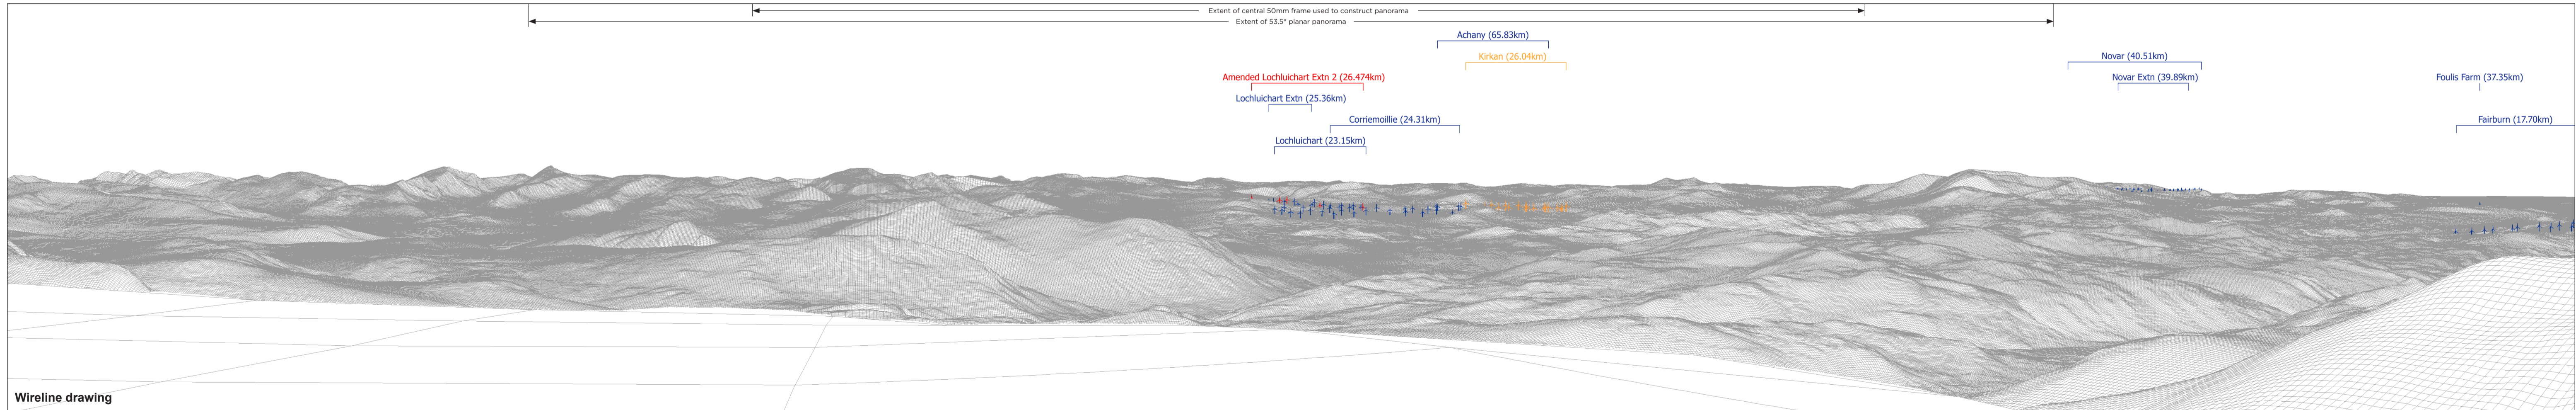 Extent of central 50mm frame used to construct panorama
Extent of 53.5° planar panorama
Achany (65.83km)
Kirkan (26.04km)
Novar (40.51km)
Amended Lochluichart Extn 2 (26.474km)
Novar Extn (39.89km)
Foulis Farm (37.35km)
Lochluichart Extn (25.36km)
Corriemoillie (24.31km)
Fairburn (17.70km)
Lochluichart (23.15km)
Wireline drawing